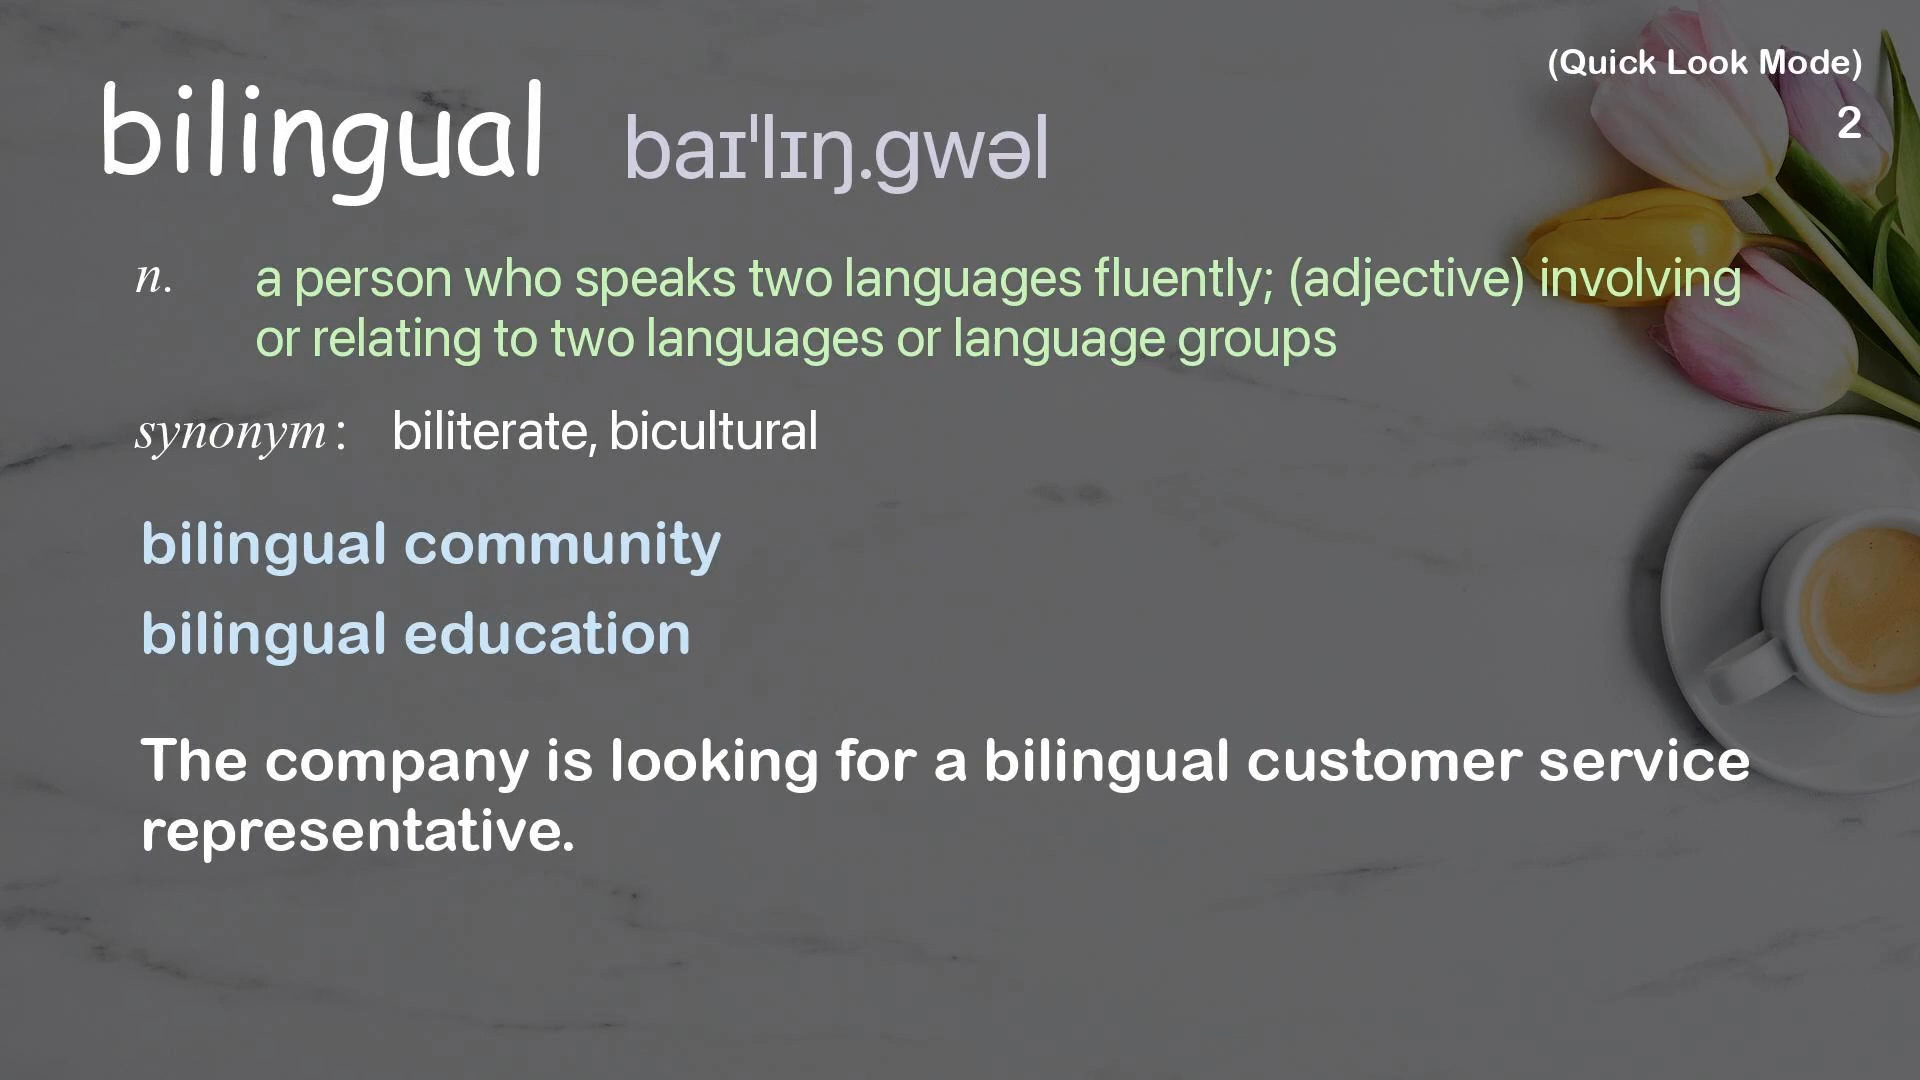 (Quick Look Mode)
2
bilingual baɪˈlɪŋ.gwəl
n. a person who speaks two languages fluently; (adjective) involving
or relating to two languages or language groups
synonym: biliterate, bicultural
bilingual community
bilingual education
The company is looking for a bilingual customer service
representative.